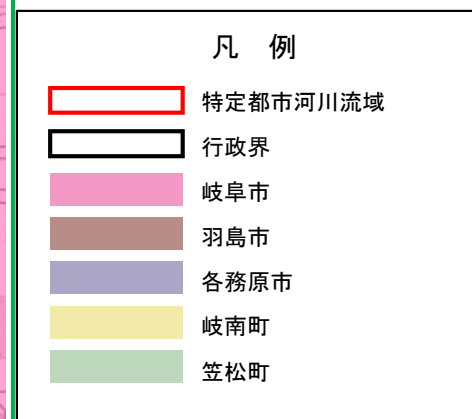 凡 例
特定都市河川流域
行政界
岐阜市
羽島市
各務原市
岐南町
笠松町